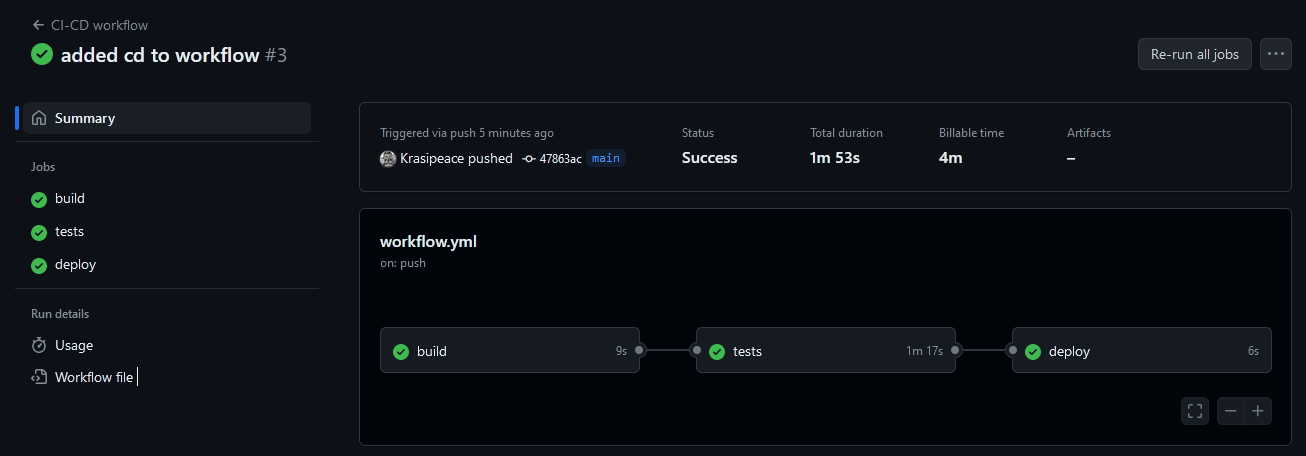 ← CI-CD workflow
added cd to workflow #3
Re-run all jobs
Summary
Jobs
build
tests
deploy
Run details
Usage
Workflow file
Triggered via push 5 minutes ago
Krasipeace pushed 47863ac main
Status
Success
Total duration
1m 53s
Billable time
4m
Artifacts
–
workflow.yml
on: push
build 9s
tests 1m 17s
deploy 6s